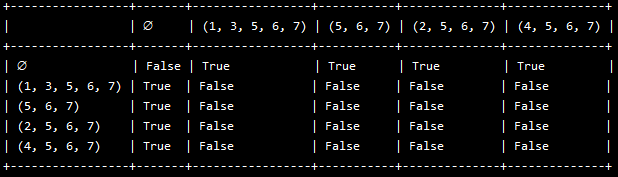 +-----------------+-------+-----------------+-----------+--------------+--------------+
|                 | ∅     | (1, 3, 5, 6, 7) | (5, 6, 7) | (2, 5, 6, 7) | (4, 5, 6, 7) |
+-----------------+-------+-----------------+-----------+--------------+--------------+
| ∅               | False | True            | True      | True         | True         |
| (1, 3, 5, 6, 7) | True  | False           | False     | False        | False        |
| (5, 6, 7)       | True  | False           | False     | False        | False        |
| (2, 5, 6, 7)    | True  | False           | False     | False        | False        |
| (4, 5, 6, 7)    | True  | False           | False     | False        | False        |
+-----------------+-------+-----------------+-----------+--------------+--------------+